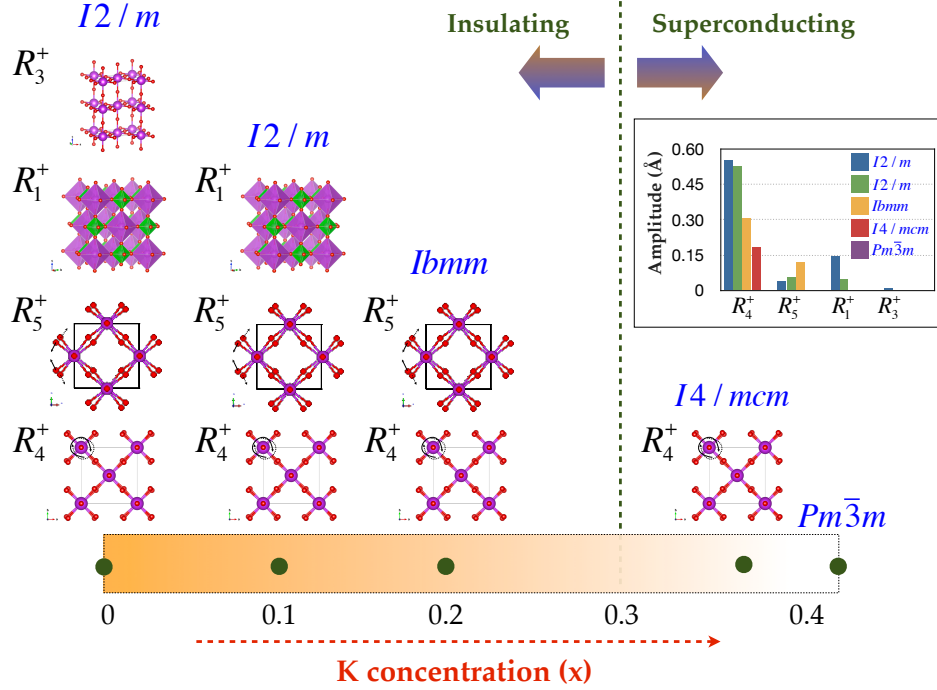 I2/m
Insulating
Superconducting
R₃⁺
I2/m
R₁⁺
R₁⁺
Amplitude (Å)
0.60
0.45
0.30
0.15
0
I2/m
I2/m
Ibmm
I4/mcm
Pm3̅m
R₄⁺
R₅⁺
R₁⁺
R₃⁺
Ibmm
R₅⁺
R₅⁺
R₅⁺
I4/mcm
R₄⁺
R₄⁺
R₄⁺
R₄⁺
Pm3̅m
0
0.1
0.2
0.3
0.4
K concentration (x)